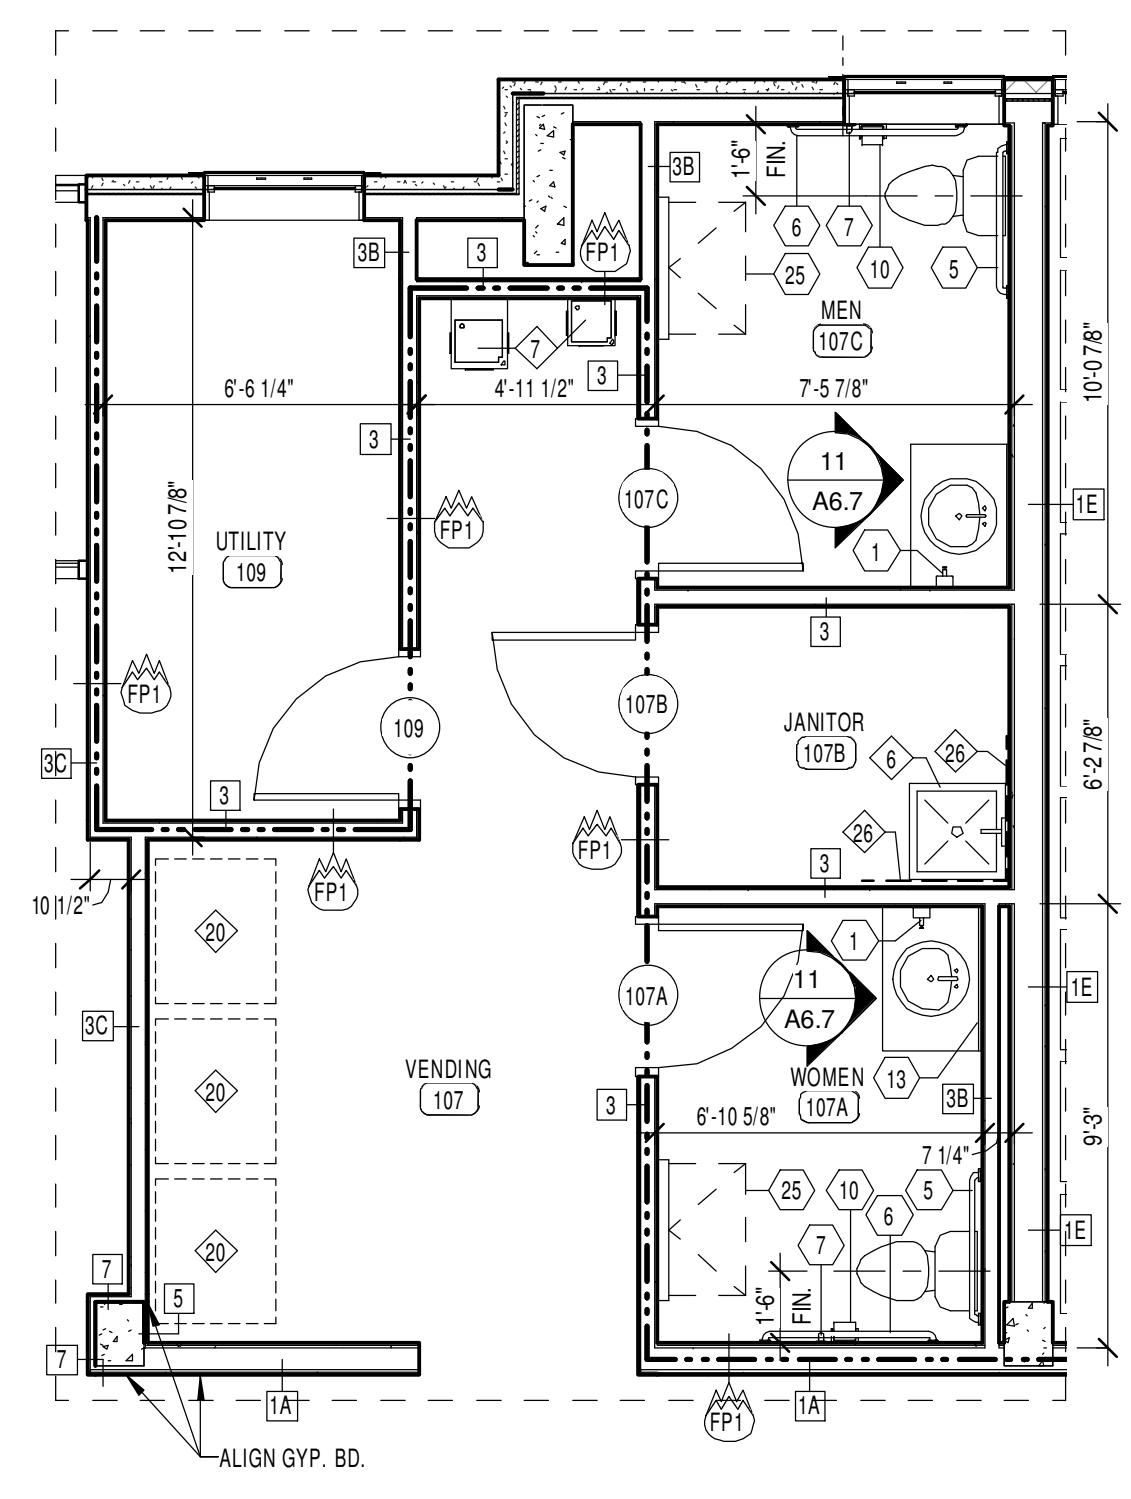 1'-6"
FIN.
3B
6
7
10
5
25
FP1
3B
3
MEN
107C
10'-0 7/8"
7
3
6'-6 1/4"
4'-11 1/2"
7'-5 7/8"
3
11
A6.7
107C
1E
12'-10 7/8"
FP1
UTILITY
109
1
3
FP1
109
107B
JANITOR
107B
6
26
6'-2 7/8"
3C
3
26
FP1
3
FP1
10 1/2"
20
1
11
A6.7
107A
1E
3C
20
VENDING
107
WOMEN
107A
13
3
3B
6'-10 5/8"
7 1/4"
9'-3"
25
10
5
6
7
20
1E
7
5
1'-6"
FIN.
7
1A
1A
FP1
ALIGN GYP. BD.